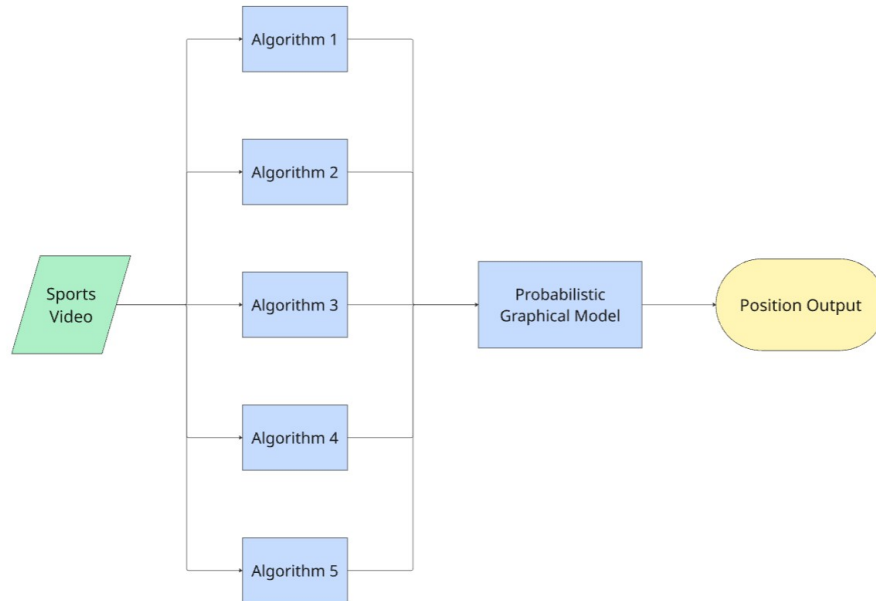 Algorithm 1
Algorithm 2
Sports
Video
Algorithm 3
Probabilistic
Graphical Model
Position Output
Algorithm 4
Algorithm 5